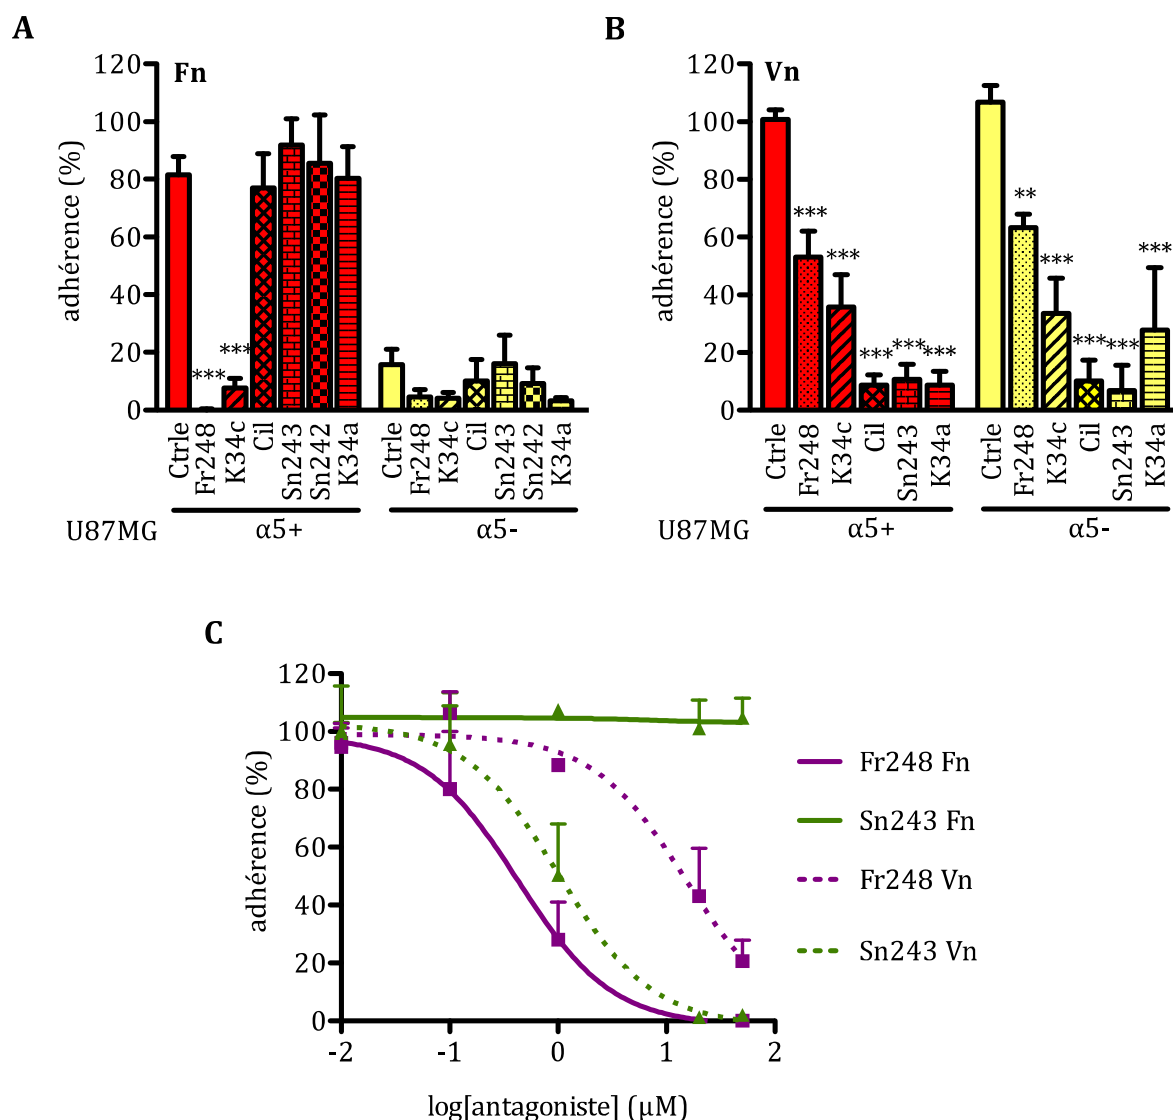 A
Fn
120
100
80
60
40
20
0
adhérence (%)
***
***
Ctrle
Fr248
K34c
Cil
Sn243
Sn242
K34a
Ctrle
Fr248
K34c
Cil
Sn243
Sn242
K34a
U87MG
α5+
α5-
B
Vn
120
100
80
60
40
20
0
adhérence (%)
***
***
***
***
***
**
***
***
***
***
Ctrle
Fr248
K34c
Cil
Sn243
K34a
Ctrle
Fr248
K34c
Cil
Sn243
K34a
U87MG
α5+
α5-
C
120
100
80
60
40
20
0
adhérence (%)
-2
-1
0
1
2
log[antagoniste] (µM)
Fr248 Fn
Sn243 Fn
Fr248 Vn
Sn243 Vn